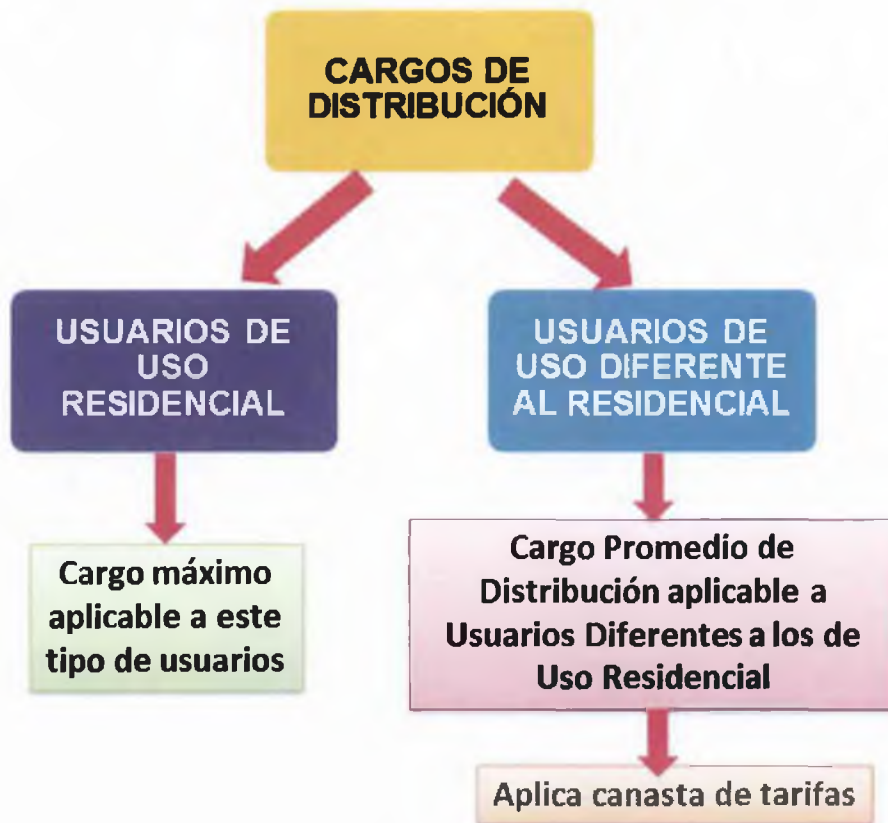 CARGOS DE
DISTRIBUCIÓN
USUARIOS DE
USO
RESIDENCIAL
USUARIOS DE
USO DIFERENTE
AL RESIDENCIAL
Cargo máximo
aplicable a este
tipo de usuarios
Cargo Promedio de
Distribución aplicable a
Usuarios Diferentes a los de
Uso Residencial
Aplica canasta de tarifas